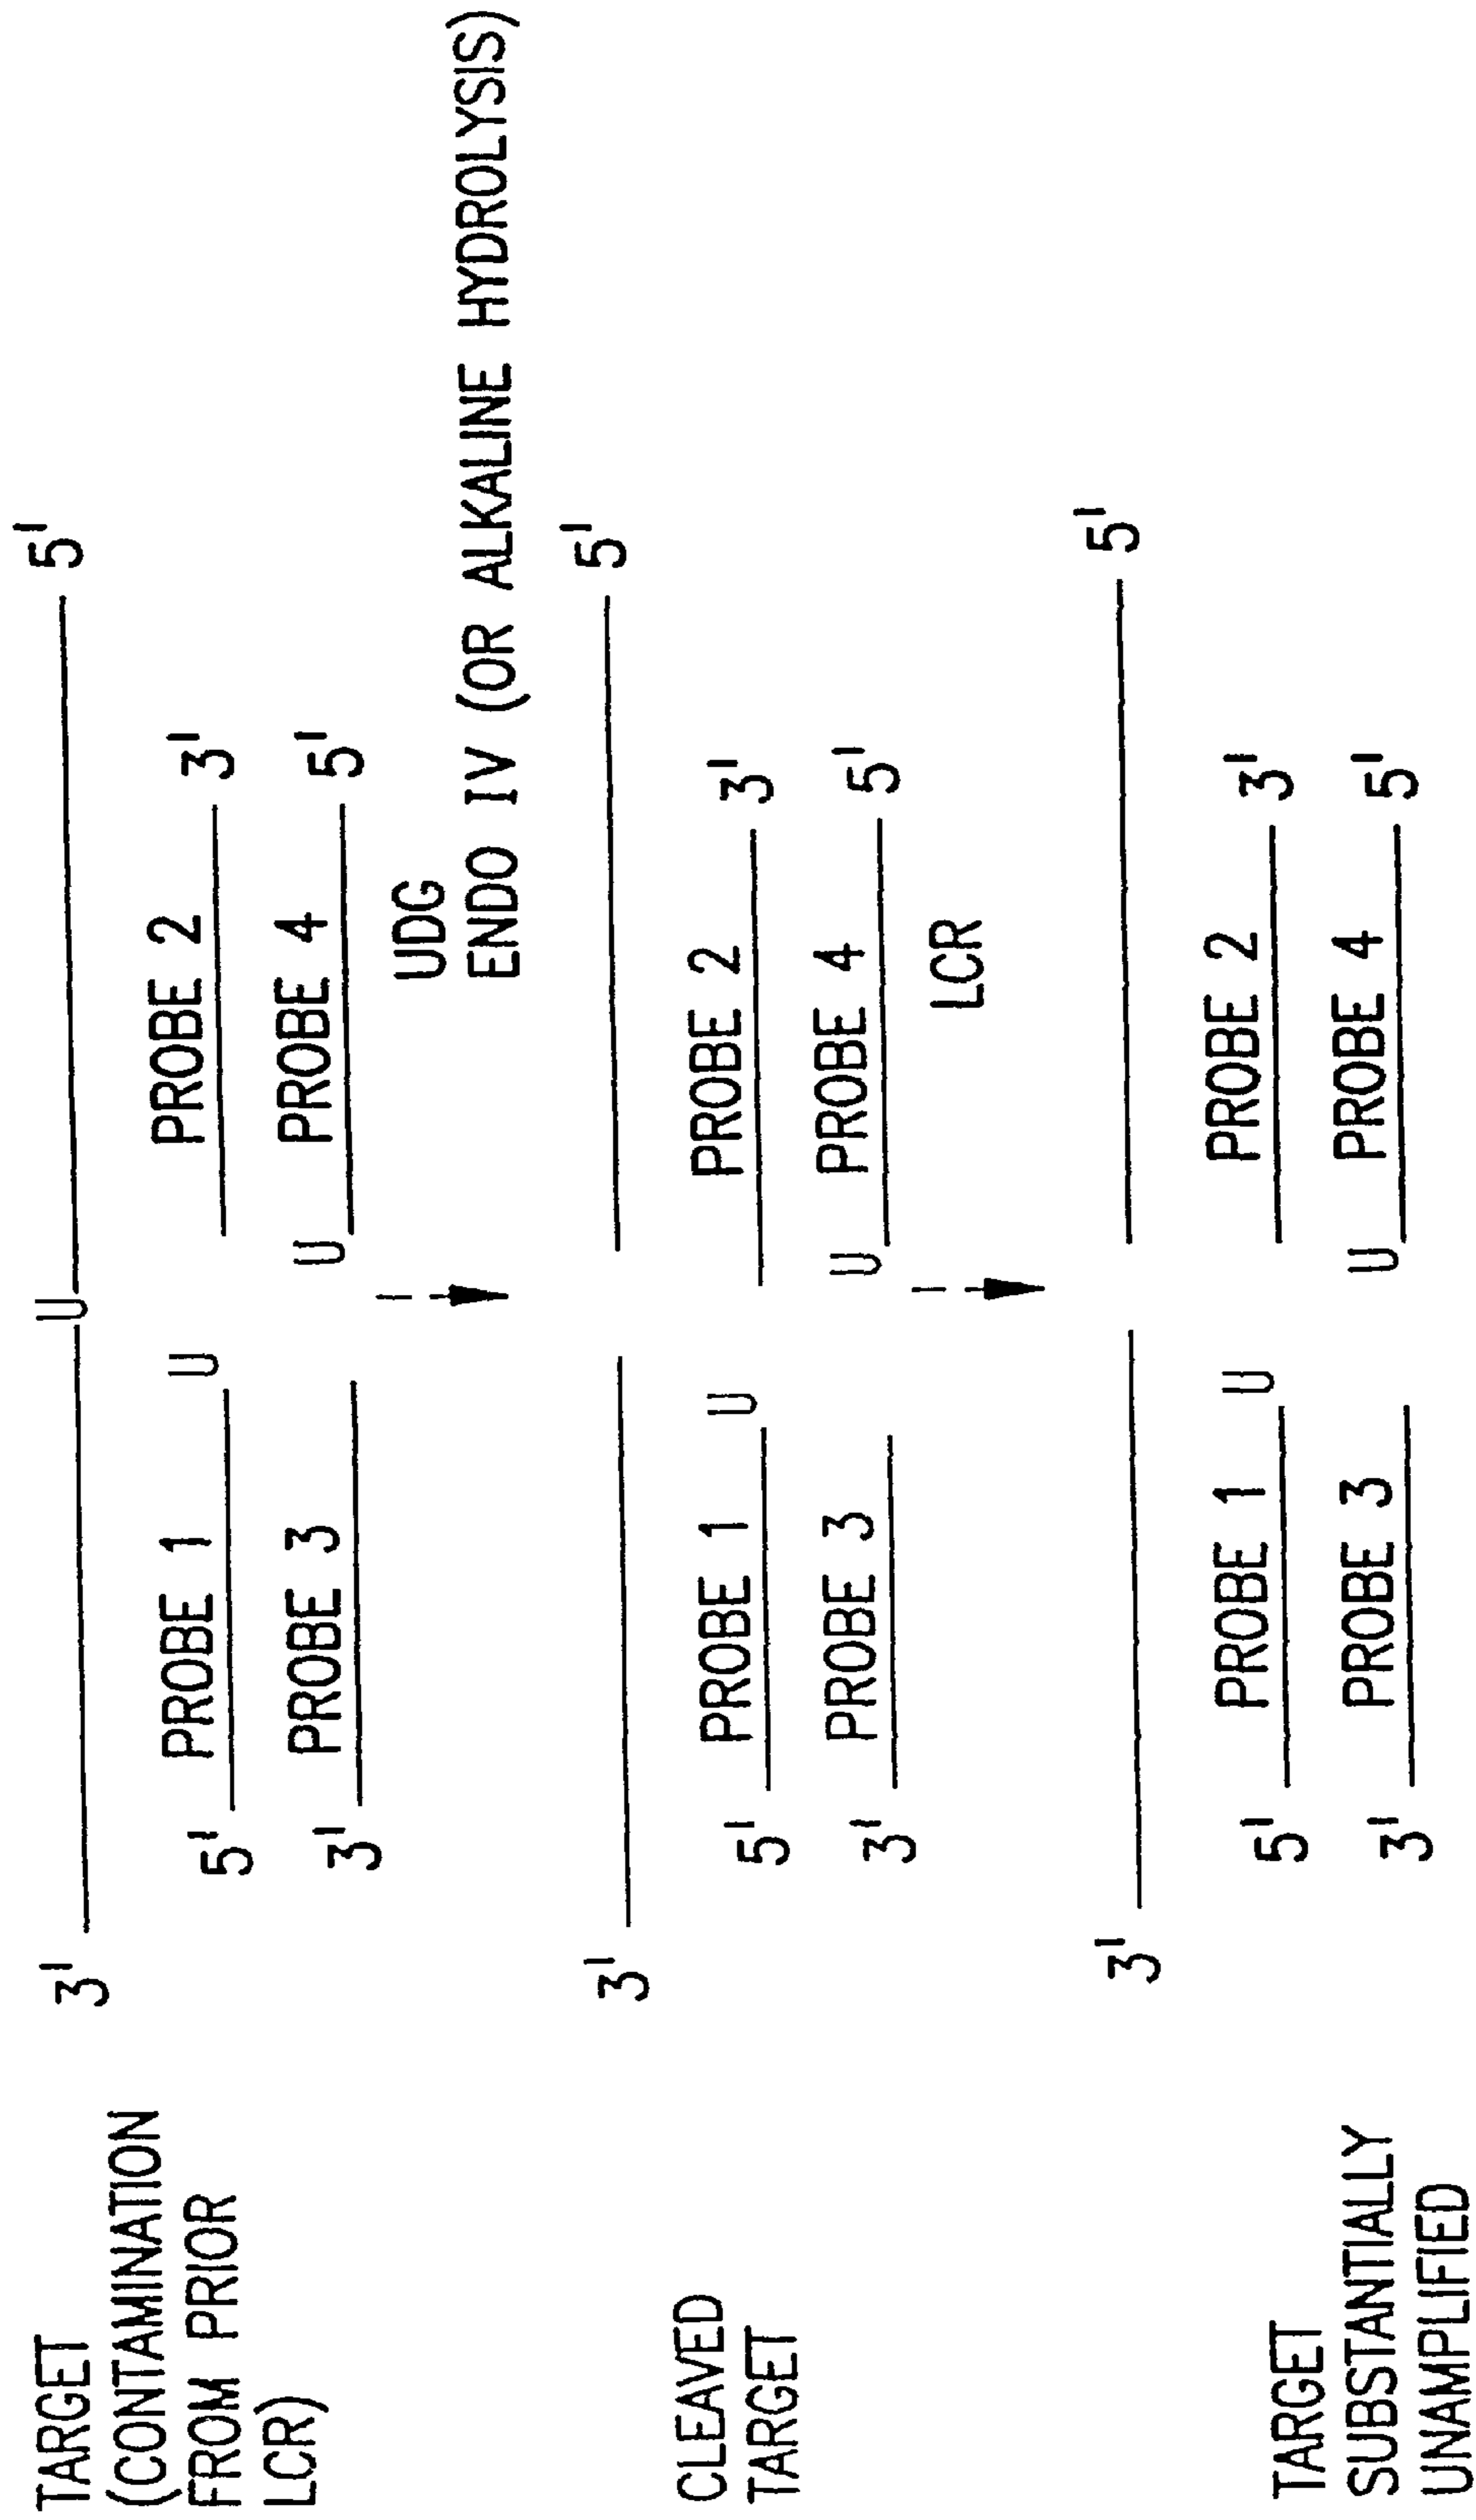 TARGET
(CONTAMINATION
FROM PRIOR
LCR)
3' U 5'
PROBE 1 U PROBE 2
5' 3'
PROBE 3 U PROBE 4
3' 5'
UDG
ENDO IV (OR ALKALINE HYDROLYSIS)
CLEAVED
TARGET
3' 5'
PROBE 1 U PROBE 2
5' 3'
PROBE 3 U PROBE 4
3' 5'
LCR
3' 5'
TARGET
SUBSTANTIALLY
UNAMPLIFIED
PROBE 1 U PROBE 2
5' 3'
PROBE 3 U PROBE 4
3' 5'